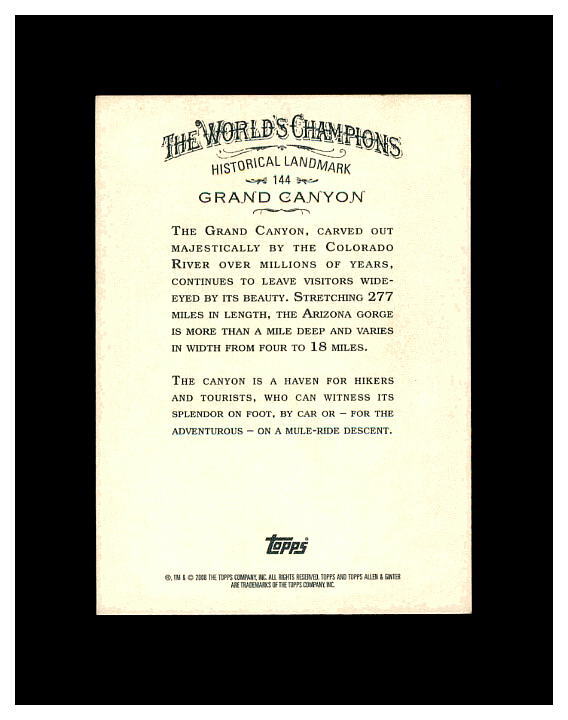 THE WORLD'S CHAMPIONS
HISTORICAL LANDMARK
144
GRAND CANYON
THE GRAND CANYON, CARVED OUT
MAJESTICALLY BY THE COLORADO
RIVER OVER MILLIONS OF YEARS,
CONTINUES TO LEAVE VISITORS WIDE-
EYED BY ITS BEAUTY. STRETCHING 277
MILES IN LENGTH, THE ARIZONA GORGE
IS MORE THAN A MILE DEEP AND VARIES
IN WIDTH FROM FOUR TO 18 MILES.
THE CANYON IS A HAVEN FOR HIKERS
AND TOURISTS, WHO CAN WITNESS ITS
SPLENDOR ON FOOT, BY CAR OR – FOR THE
ADVENTUROUS – ON A MULE-RIDE DESCENT.
Topps®
®, TM & © 2008 THE TOPPS COMPANY, INC. ALL RIGHTS RESERVED. TOPPS AND TOPPS ALLEN & GINTER
ARE TRADEMARKS OF THE TOPPS COMPANY, INC.